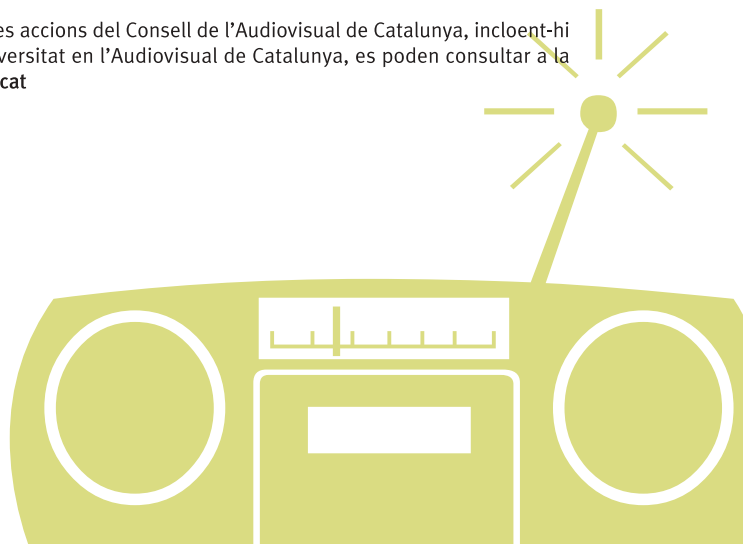 es accions del Consell de l’Audiovisual de Catalunya, incloent-hi
versitat en l’Audiovisual de Catalunya, es poden consultar a la
cat